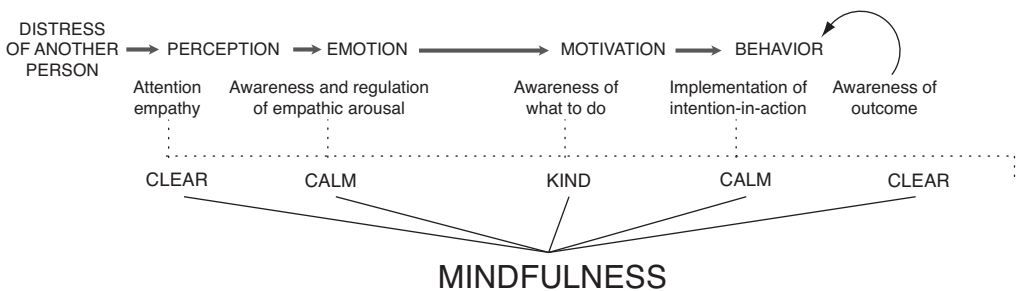 DISTRESS
OF ANOTHER
PERSON
PERCEPTION
EMOTION
MOTIVATION
BEHAVIOR
Attention
empathy
Awareness and regulation
of empathic arousal
Awareness of
what to do
Implementation of
intention-in-action
Awareness of
outcome
CLEAR
CALM
KIND
CALM
CLEAR
MINDFULNESS